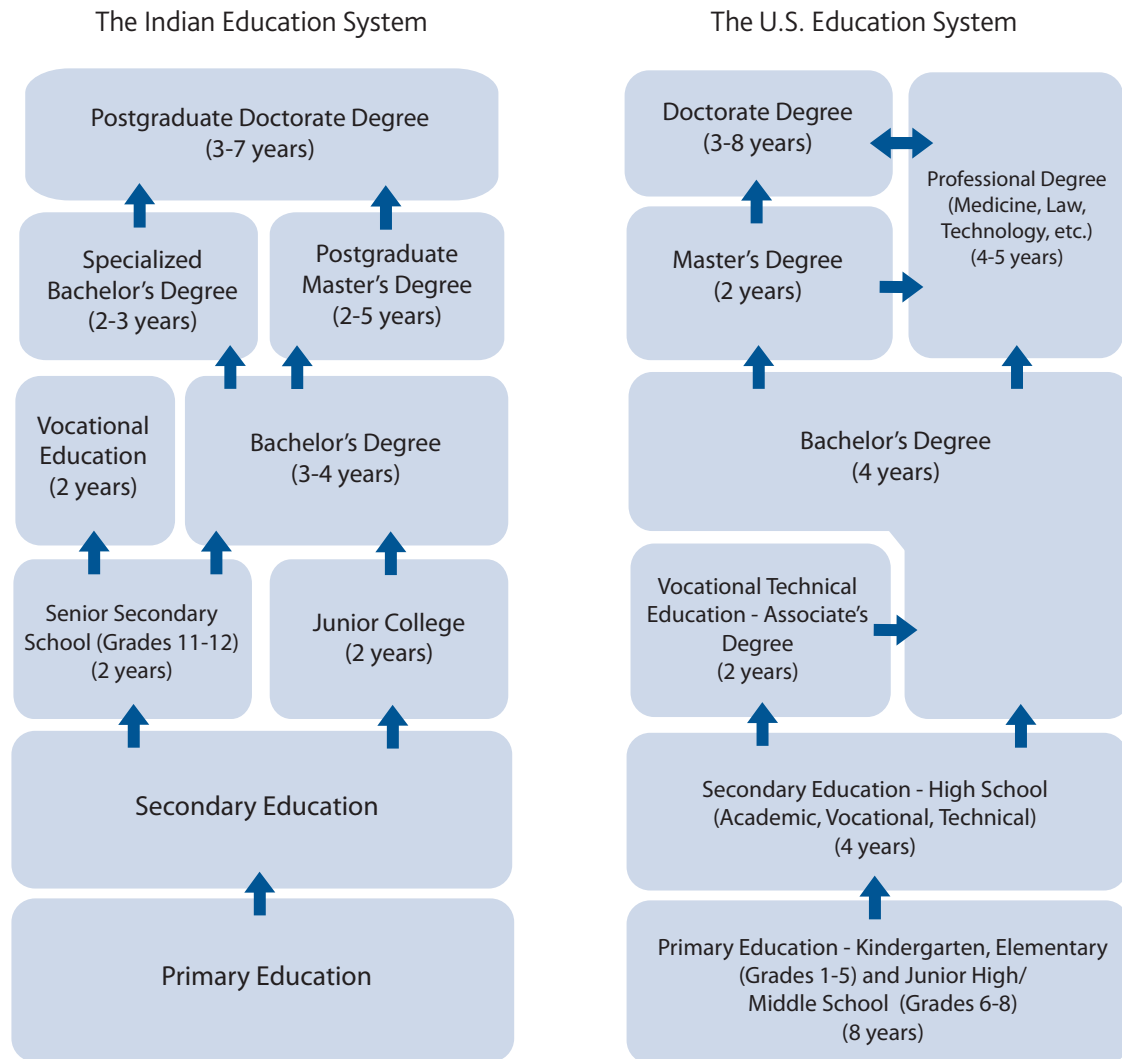 The Indian Education System
Postgraduate Doctorate Degree
(3-7 years)
Specialized
Bachelor's Degree
(2-3 years)
Postgraduate
Master's Degree
(2-5 years)
Vocational
Education
(2 years)
Bachelor's Degree
(3-4 years)
Senior Secondary
School (Grades 11-12)
(2 years)
Junior College
(2 years)
Secondary Education
Primary Education
The U.S. Education System
Doctorate Degree
(3-8 years)
Professional Degree
(Medicine, Law,
Technology, etc.)
(4-5 years)
Master's Degree
(2 years)
Bachelor's Degree
(4 years)
Vocational Technical
Education - Associate's
Degree
(2 years)
Secondary Education - High School
(Academic, Vocational, Technical)
(4 years)
Primary Education - Kindergarten, Elementary
(Grades 1-5) and Junior High/
Middle School (Grades 6-8)
(8 years)